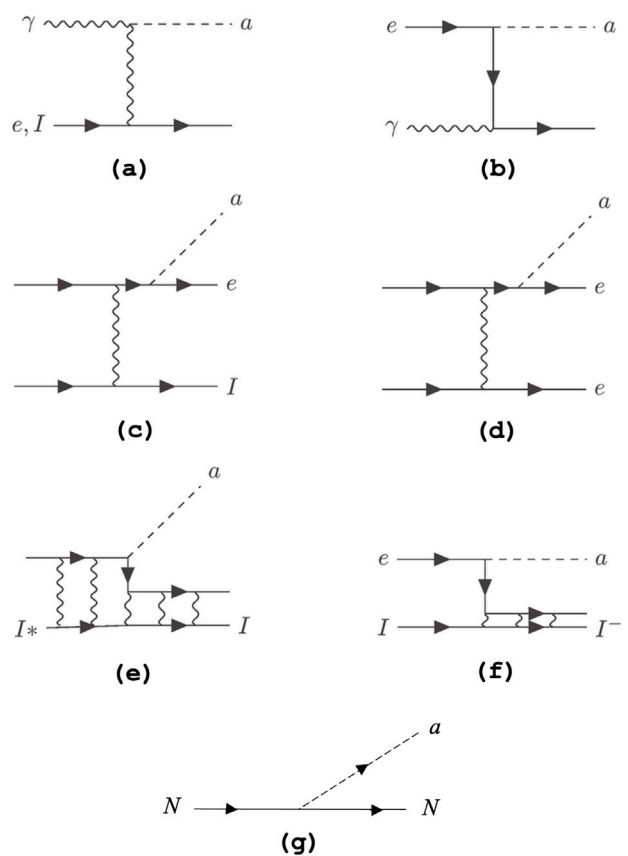 γ a
e, I
(a)
e a
γ
(b)
a
e
I
(c)
a
e
e
(d)
a
I* I
(e)
e a
I I⁻
(f)
a
N N
(g)